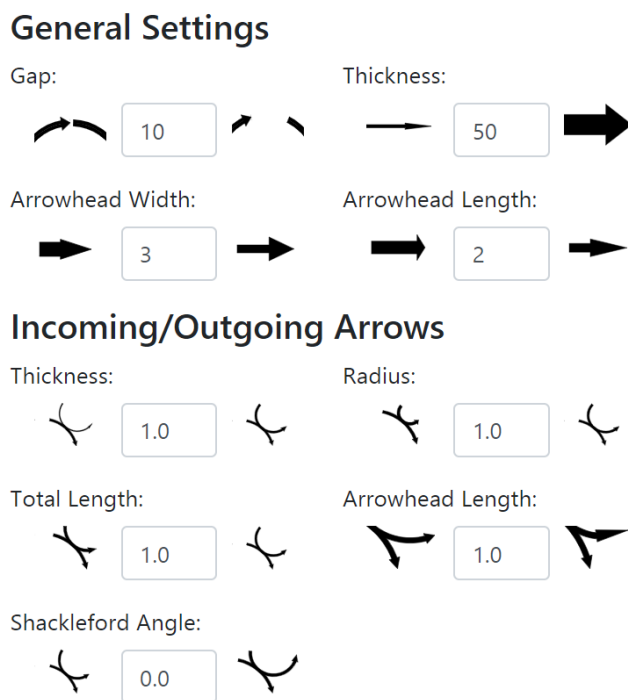 General Settings
Gap: Thickness:
10 50
Arrowhead Width: Arrowhead Length:
3 2
Incoming/Outgoing Arrows
Thickness: Radius:
1.0 1.0
Total Length: Arrowhead Length:
1.0 1.0
Shackleford Angle:
0.0